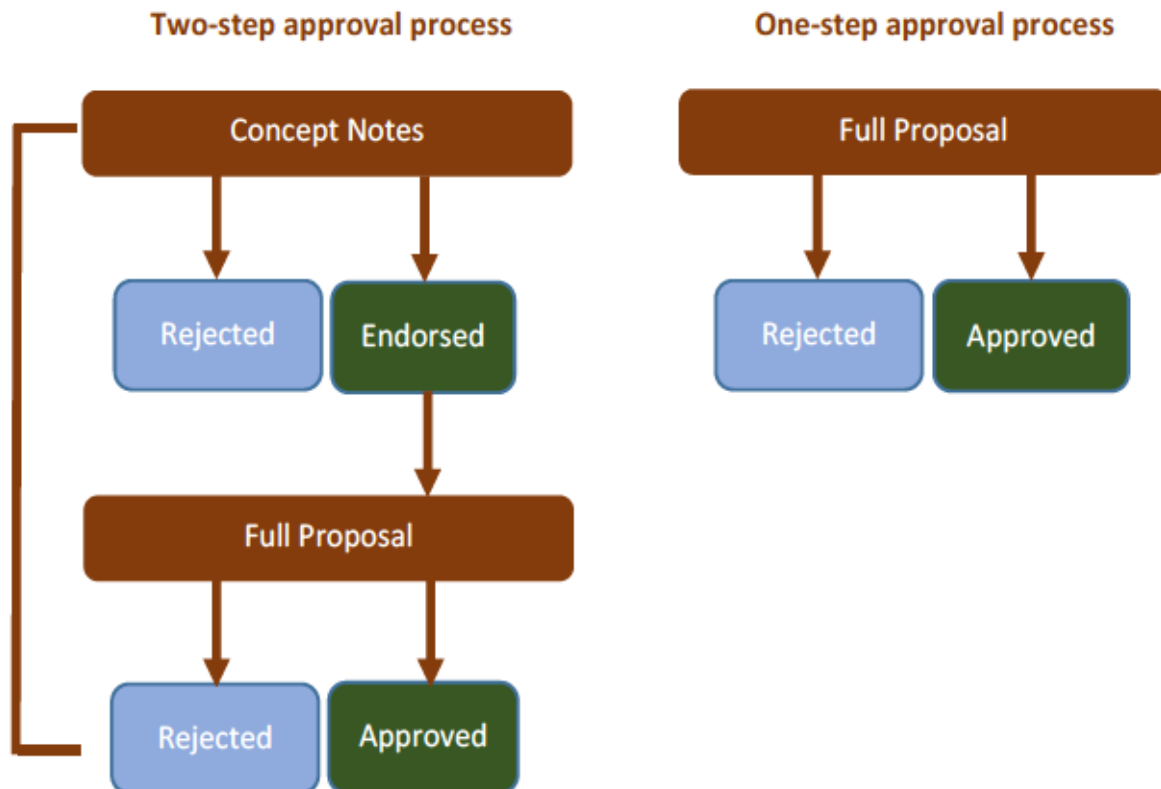 Two-step approval process
Concept Notes
Rejected
Endorsed
Full Proposal
Rejected
Approved
One-step approval process
Full Proposal
Rejected
Approved